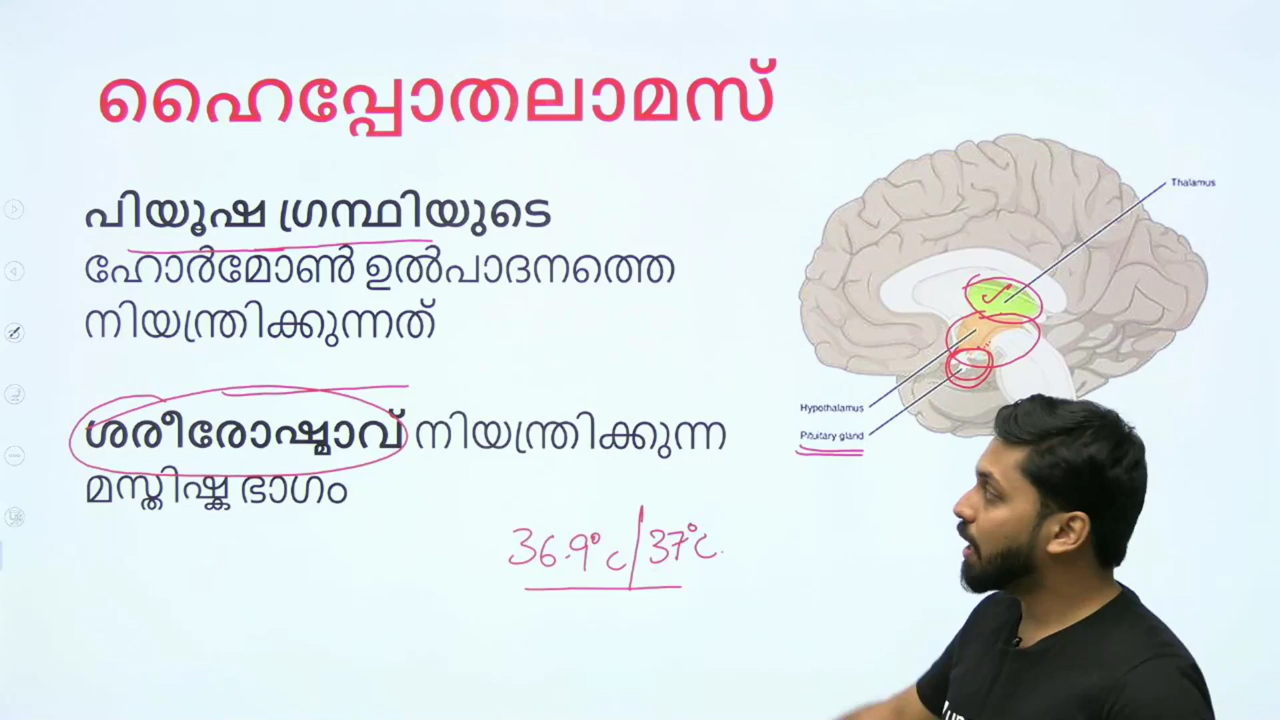 ഹൈപ്പോതലാമസ്
പിയൂഷ ഗ്രന്ഥിയുടെ
ഹോർമോൺ ഉൽപാദനത്തെ
നിയന്ത്രിക്കുന്നത്
ശരീരോഷ്മാവ് നിയന്ത്രിക്കുന്ന
മസ്തിഷ്ക ഭാഗം
36.9°c/37°c.
Thalamus
Hypothalamus
Pituitary gland